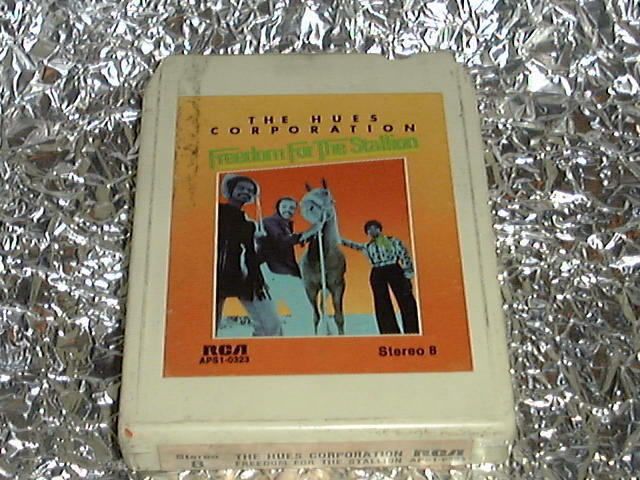 THE HUES
CORPORATION
Freedom For The Stallion
RCA
APS1-0323
Stereo 8
Stereo
8
THE HUES CORPORATION
FREEDOM FOR THE STALLION
RCA